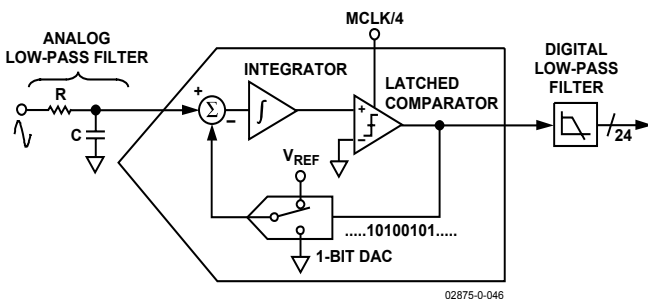 MCLK/4
ANALOG
LOW-PASS FILTER
INTEGRATOR
LATCHED
COMPARATOR
DIGITAL
LOW-PASS
FILTER
R
C
+
Σ
–
∫
+
–
24
VREF
.....10100101.....
1-BIT DAC
02875-0-046